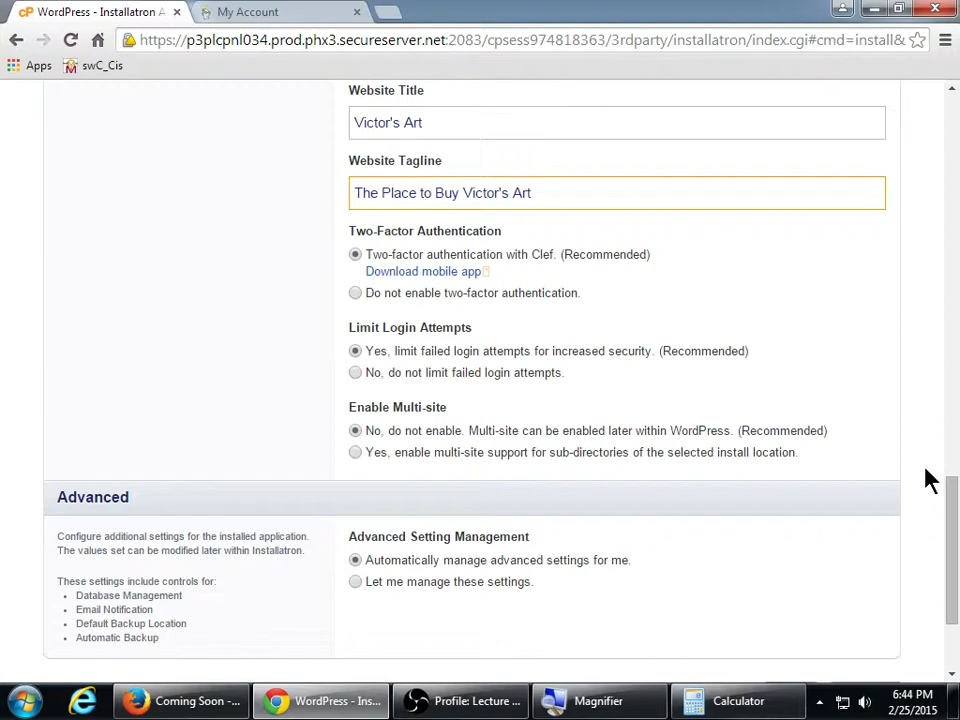 WordPress - Installatron A
My Account
https://p3plcpnl034.prod.phx3.secureserver.net:2083/cpsess974818363/3rdparty/installatron/index.cgi#cmd=install&
Apps
swC_Cis
Website Title
Victor's Art
Website Tagline
The Place to Buy Victor's Art
Two-Factor Authentication
Two-factor authentication with Clef. (Recommended)
Download mobile app
Do not enable two-factor authentication.
Limit Login Attempts
Yes, limit failed login attempts for increased security. (Recommended)
No, do not limit failed login attempts.
Enable Multi-site
No, do not enable. Multi-site can be enabled later within WordPress. (Recommended)
Yes, enable multi-site support for sub-directories of the selected install location.
Advanced
Configure additional settings for the installed application.
The values set can be modified later within Installatron.
These settings include controls for:
Database Management
Email Notification
Default Backup Location
Automatic Backup
Advanced Setting Management
Automatically manage advanced settings for me.
Let me manage these settings.
Coming Soon -...
WordPress - Ins...
Profile: Lecture ...
Magnifier
Calculator
6:44 PM
2/25/2015